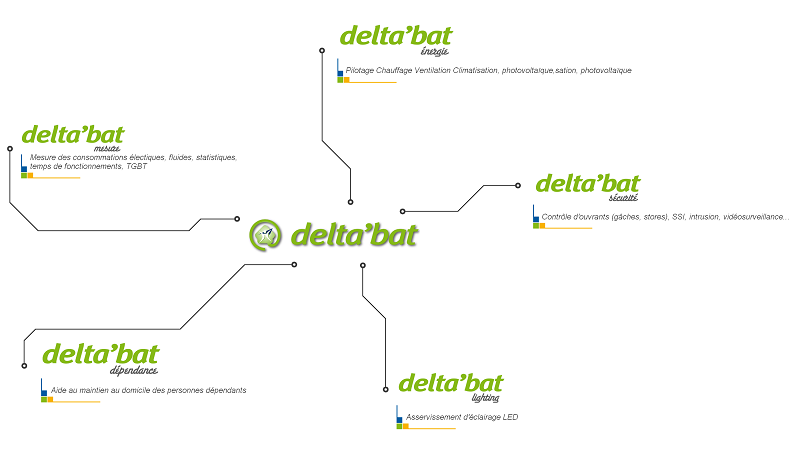 delta'bat
énergie
Pilotage Chauffage Ventilation Climatisation, photovoltaïque,sation, photovoltaïque
delta'bat
mesure
Mesure des consommations électiques, fluides, statistiques,
temps de fonctionnements, TGBT
delta'bat
sécurité
Contrôle d'ouvrants (gâches, stores), SSI, intrusion, vidéosurveillance...
delta'bat
delta'bat
dépendance
Aide au maintien au domicile des personnes dépendants
delta'bat
lighting
Asservissement d'éclairage LED